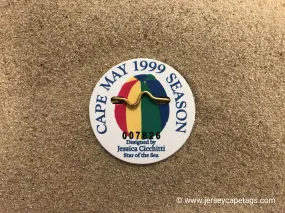 CAPE MAY 1999 SEASON
007826
Designed by
Jessica Cicchitti
Star of the Sea
© www.jerseycapetags.com